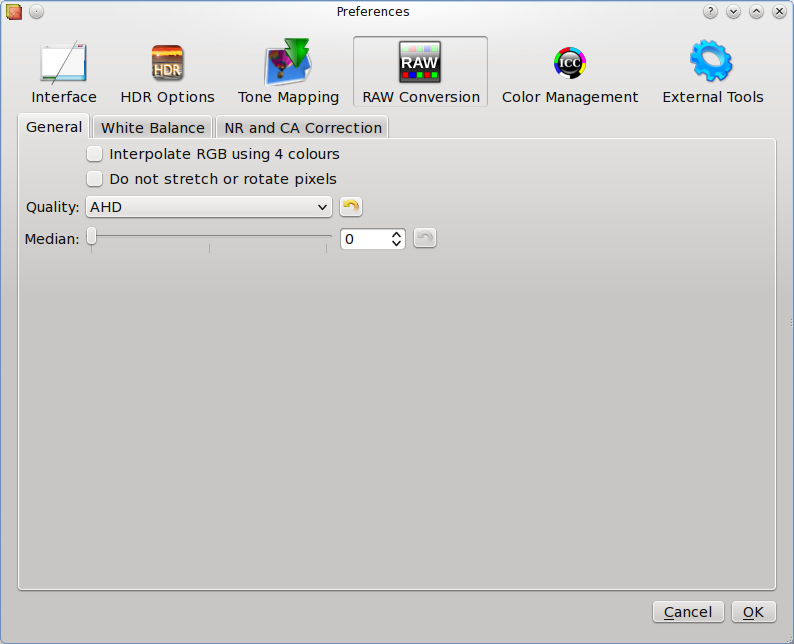 Preferences
?
HDR
RAW
ICC
Interface
HDR Options
Tone Mapping
RAW Conversion
Color Management
External Tools
General
White Balance
NR and CA Correction
Interpolate RGB using 4 colours
Do not stretch or rotate pixels
Quality: AHD
Median: 0
Cancel OK